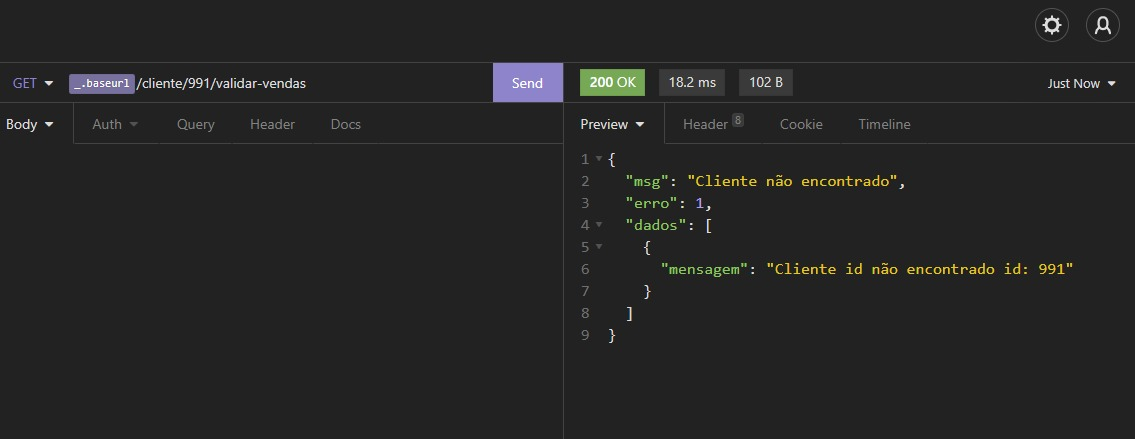 GET _.baseurl /cliente/991/validar-vendas Send 200 OK 18.2 ms 102 B Just Now
Body Auth Query Header Docs Preview Header 8 Cookie Timeline
1 {
2 "msg": "Cliente não encontrado",
3 "erro": 1,
4 "dados": [
5 {
6 "mensagem": "Cliente id não encontrado id: 991"
7 }
8 ]
9 }